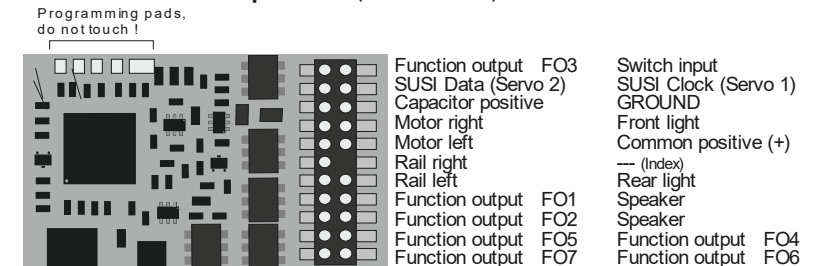 Programming pads,
do not touch !
Function output FO3 Switch input
SUSI Data (Servo 2) SUSI Clock (Servo 1)
Capacitor positive GROUND
Motor right Front light
Motor left Common positive (+)
Rail right --- (Index)
Rail left Rear light
Function output FO1 Speaker
Function output FO2 Speaker
Function output FO5 Function output FO4
Function output FO7 Function output FO6